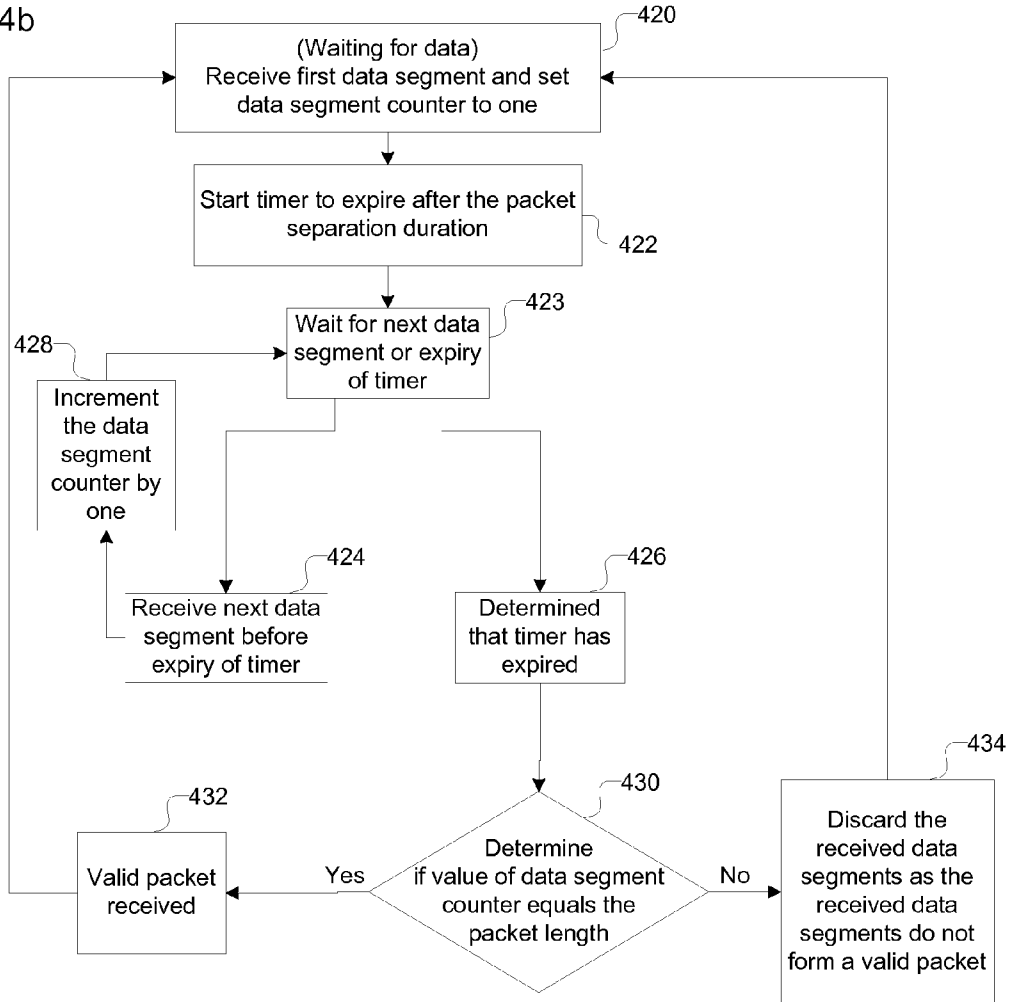 4b
420
(Waiting for data)
Receive first data segment and set
data segment counter to one
Start timer to expire after the packet
separation duration
422
423
Wait for next data
segment or expiry
of timer
428
Increment
the data
segment
counter by
one
424
Receive next data
segment before
expiry of timer
426
Determined
that timer has
expired
430
Determine
if value of data segment
counter equals the
packet length
Yes
No
432
Valid packet
received
434
Discard the
received data
segments as the
received data
segments do not
form a valid packet